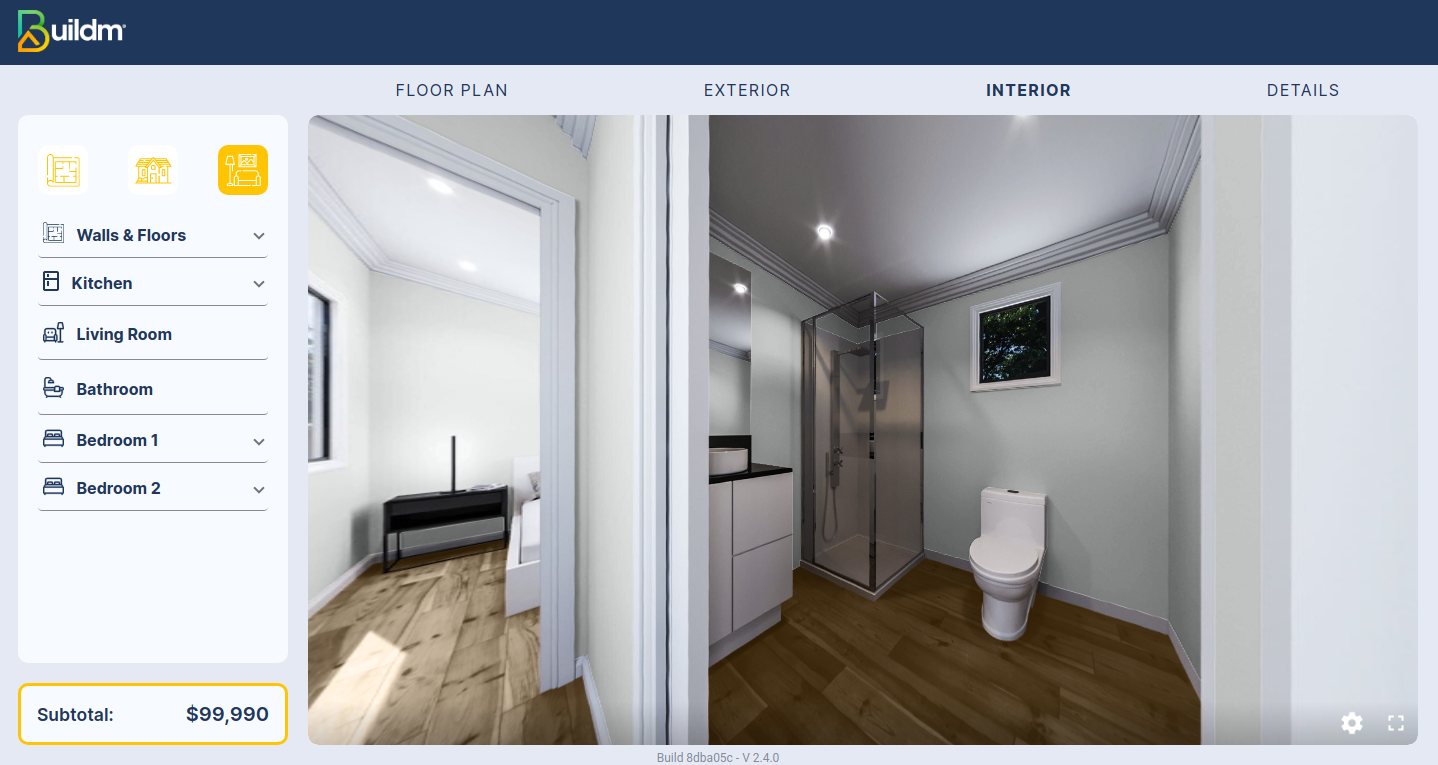 Buildm
FLOOR PLAN
EXTERIOR
INTERIOR
DETAILS
Walls & Floors
Kitchen
Living Room
Bathroom
Bedroom 1
Bedroom 2
Subtotal:
$99,990
Build 8dba05c - V 2.4.0